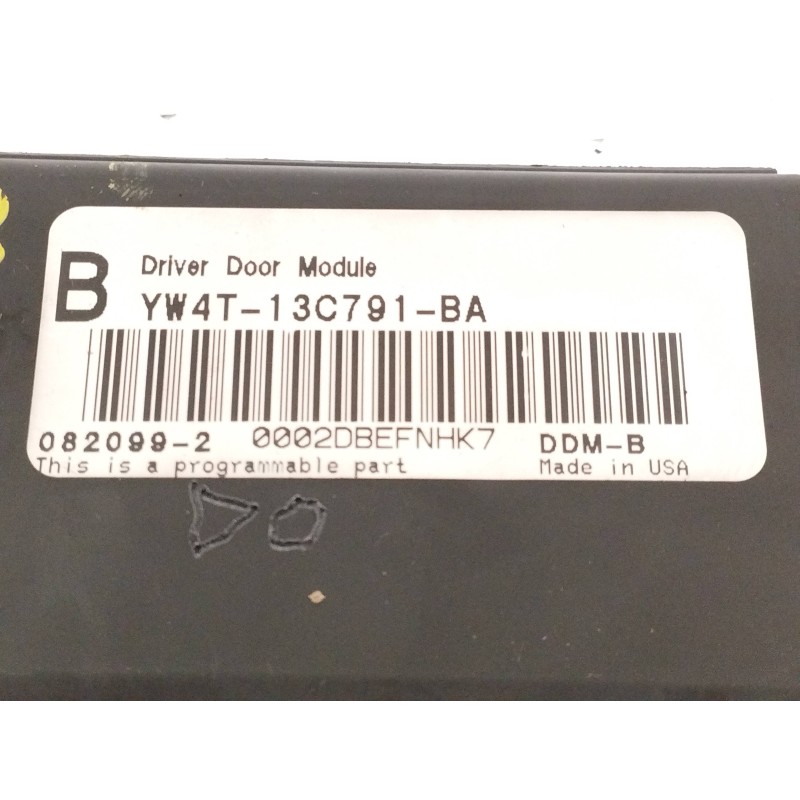 B
Driver Door Module
YW4T-13C791-BA
082099-2 0002DBEFNHK7 DDM-B
This is a programmable part Made in USA
DO